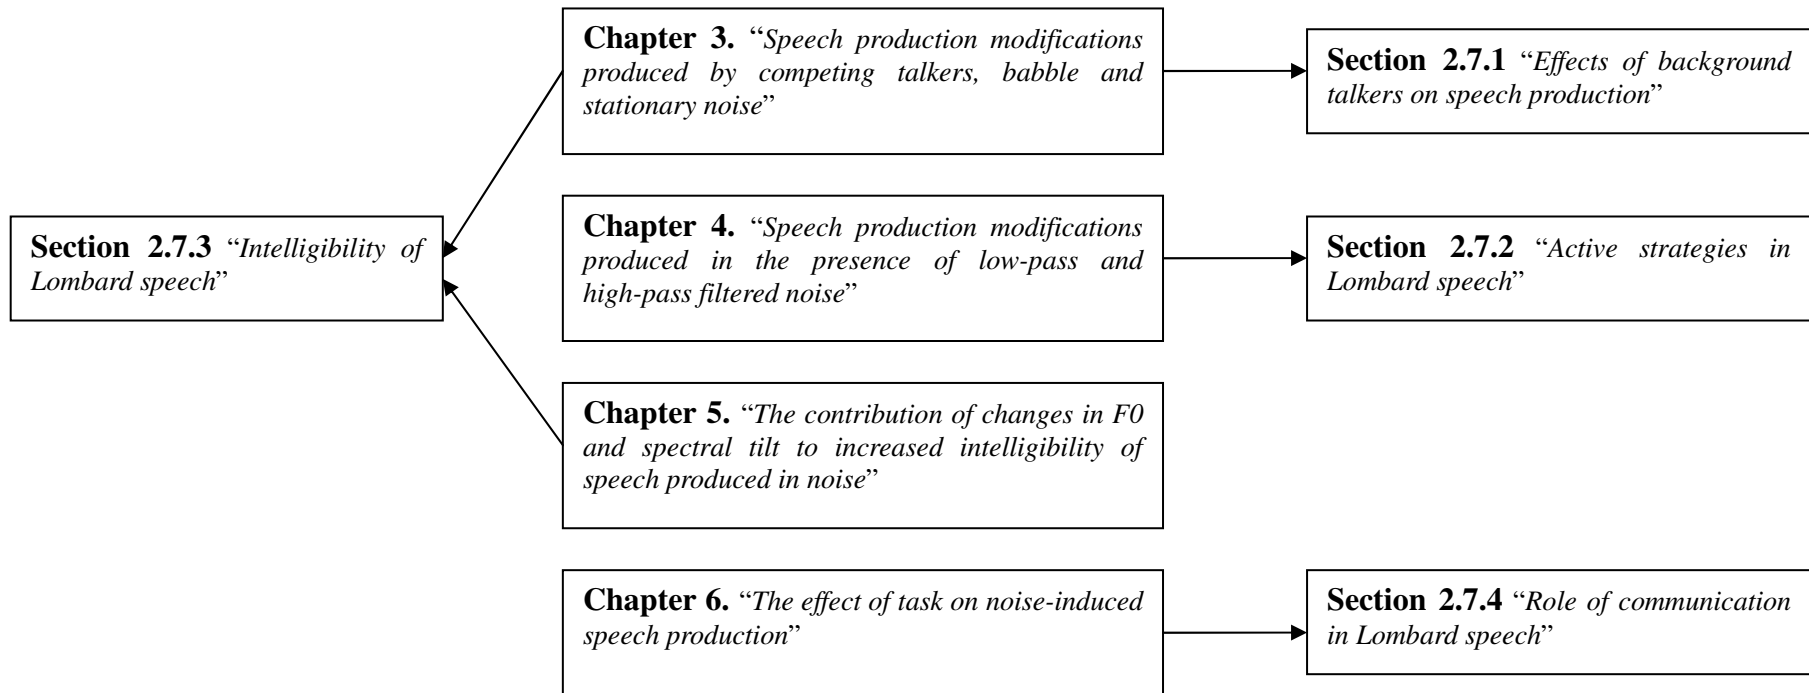 Section 2.7.3 “Intelligibility of
Lombard speech”
Chapter 3. “Speech production modifications
produced by competing talkers, babble and
stationary noise”
Chapter 4. “Speech production modifications
produced in the presence of low-pass and
high-pass filtered noise”
Chapter 5. “The contribution of changes in F0
and spectral tilt to increased intelligibility of
speech produced in noise”
Chapter 6. “The effect of task on noise-induced
speech production”
Section 2.7.1 “Effects of background
talkers on speech production”
Section 2.7.2 “Active strategies in
Lombard speech”
Section 2.7.4 “Role of communication
in Lombard speech”